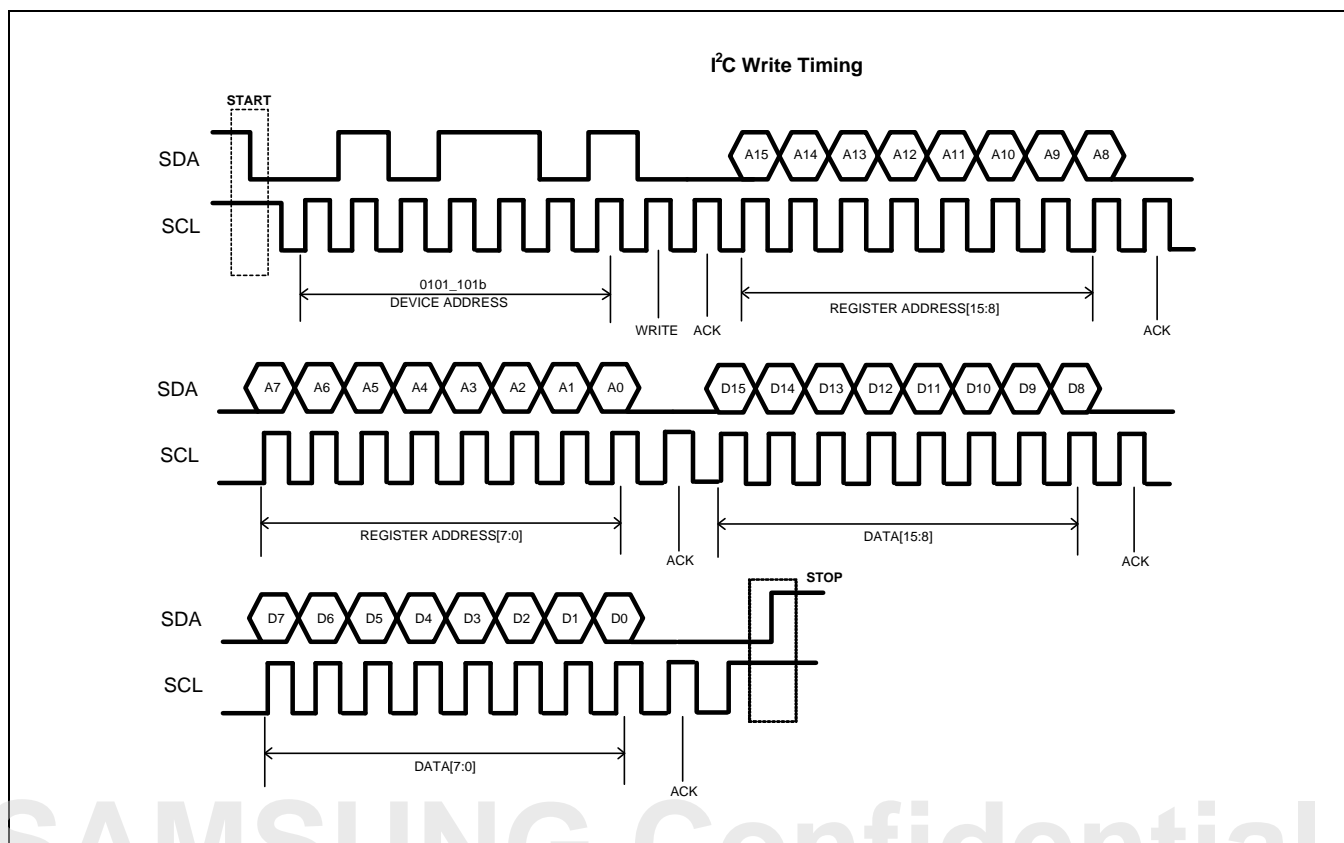 I²C Write Timing
START
SDA
A15 A14 A13 A12 A11 A10 A9 A8
SCL
0101_101b
DEVICE ADDRESS
REGISTER ADDRESS[15:8]
WRITE ACK ACK
SDA
A7 A6 A5 A4 A3 A2 A1 A0 D15 D14 D13 D12 D11 D10 D9 D8
SCL
REGISTER ADDRESS[7:0] DATA[15:8]
ACK ACK
STOP
SDA
D7 D6 D5 D4 D3 D2 D1 D0
SCL
DATA[7:0]
ACK
SAMSUNG Confidential